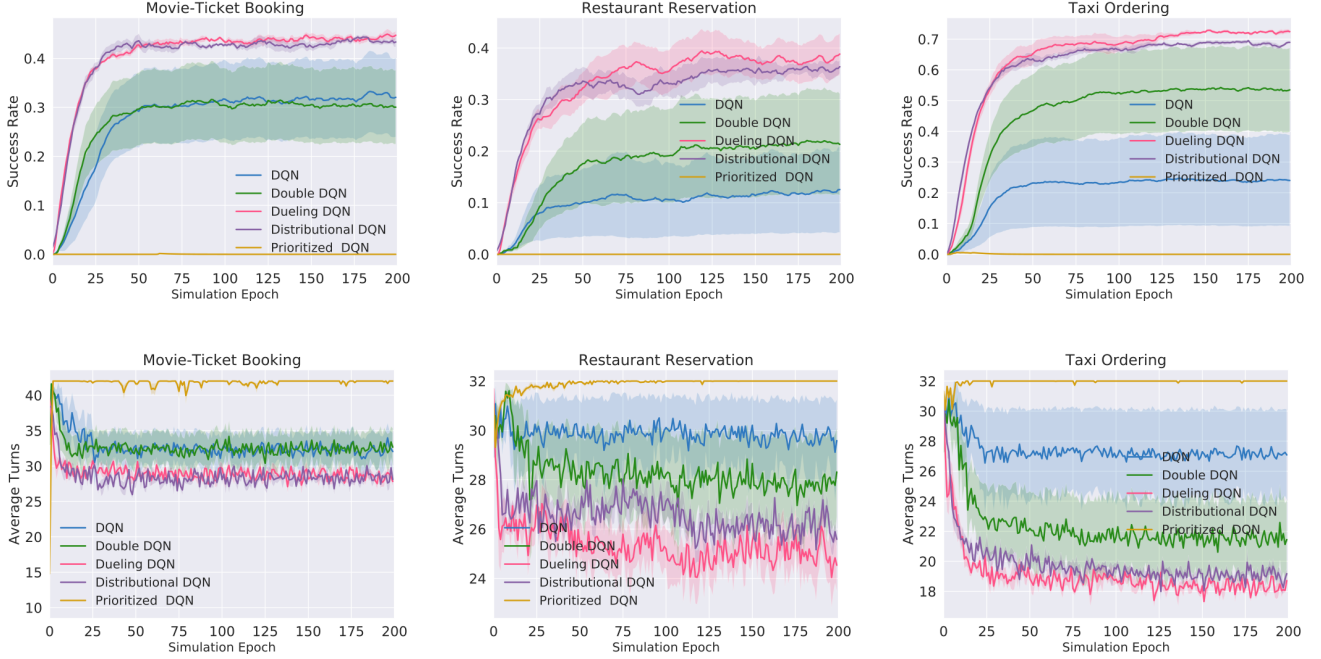 Movie-Ticket Booking
Success Rate
0.4
0.3
0.2
0.1
0.0
DQN
Double DQN
Dueling DQN
Distributional DQN
Prioritized DQN
0 25 50 75 100 125 150 175 200
Simulation Epoch
Restaurant Reservation
Success Rate
0.4
0.3
0.2
0.1
0.0
DQN
Double DQN
Dueling DQN
Distributional DQN
Prioritized DQN
0 25 50 75 100 125 150 175 200
Simulation Epoch
Taxi Ordering
Success Rate
0.7
0.6
0.5
0.4
0.3
0.2
0.1
0.0
DQN
Double DQN
Dueling DQN
Distributional DQN
Prioritized DQN
0 25 50 75 100 125 150 175 200
Simulation Epoch
Movie-Ticket Booking
Average Turns
40
35
30
25
20
15
10
DQN
Double DQN
Dueling DQN
Distributional DQN
Prioritized DQN
0 25 50 75 100 125 150 175 200
Simulation Epoch
Restaurant Reservation
Average Turns
32
30
28
26
24
DQN
Double DQN
Dueling DQN
Distributional DQN
Prioritized DQN
0 25 50 75 100 125 150 175 200
Simulation Epoch
Taxi Ordering
Average Turns
32
30
28
26
24
22
20
18
DQN
Double DQN
Dueling DQN
Distributional DQN
Prioritized DQN
0 25 50 75 100 125 150 175 200
Simulation Epoch